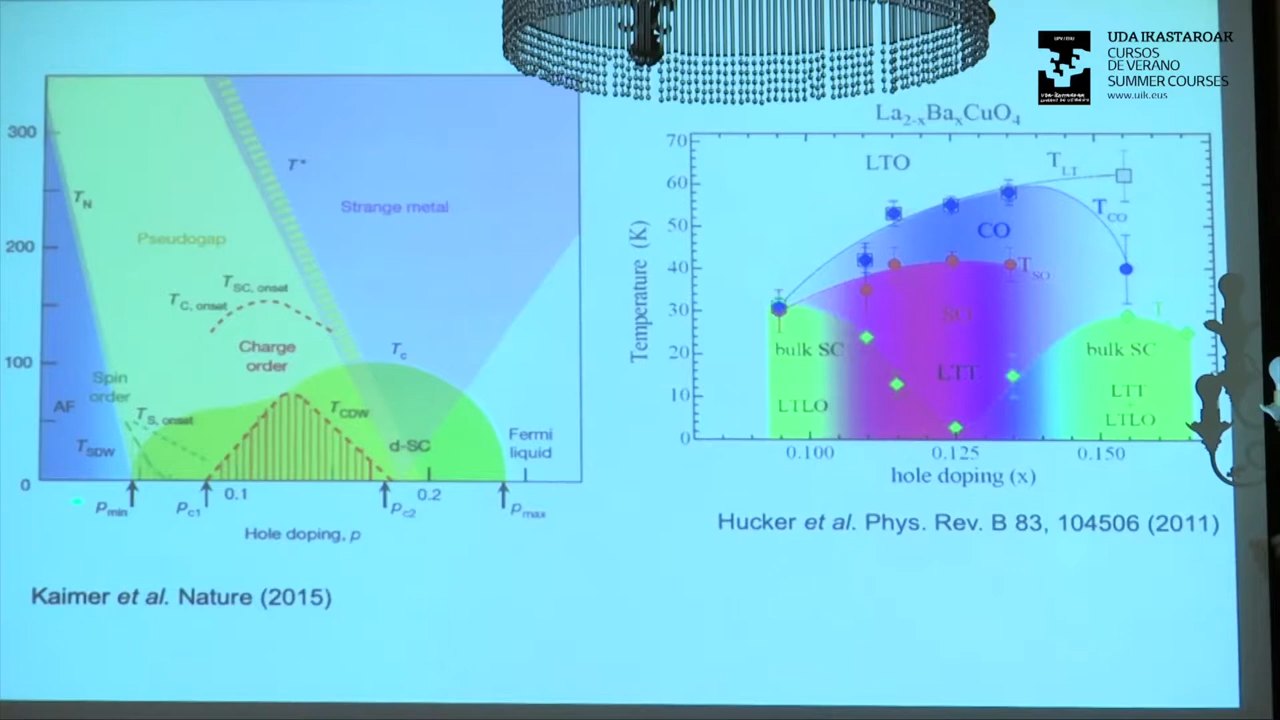 UPV / EHU
UDA IKASTAROAK
CURSOS
DE VERANO
SUMMER COURSES
www.uik.eus
300
200
100
0
T_N
T*
Strange metal
Pseudogap
T_SC, onset
T_C, onset
Charge
order
T_c
Spin
order
AF
T_S, onset
T_CDW
T_SDW
d-SC
Fermi
liquid
0.1
0.2
p_min
p_c1
p_c2
p_max
Hole doping, p
Kaimer et al. Nature (2015)
La_2-xBa_xCuO_4
70
60
50
40
30
20
10
0
Temperature (K)
LTO
T_LT
T_CO
CO
T_SO
SO
bulk SC
bulk SC
LTT
LTT
LTLO
LTLO
0.100
0.125
0.150
hole doping (x)
Hucker et al. Phys. Rev. B 83, 104506 (2011)